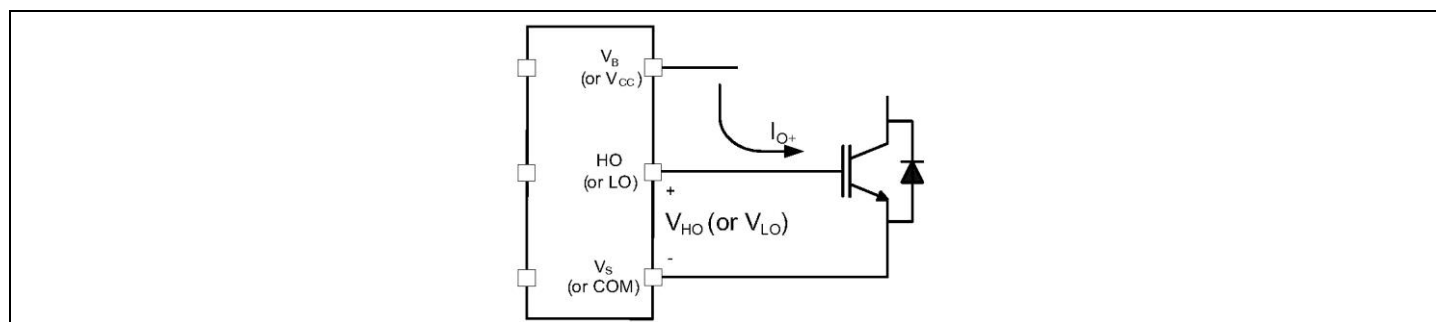 V_B
(or V_CC)
I_O+
HO
(or LO)
+
V_HO (or V_LO)
-
V_S
(or COM)